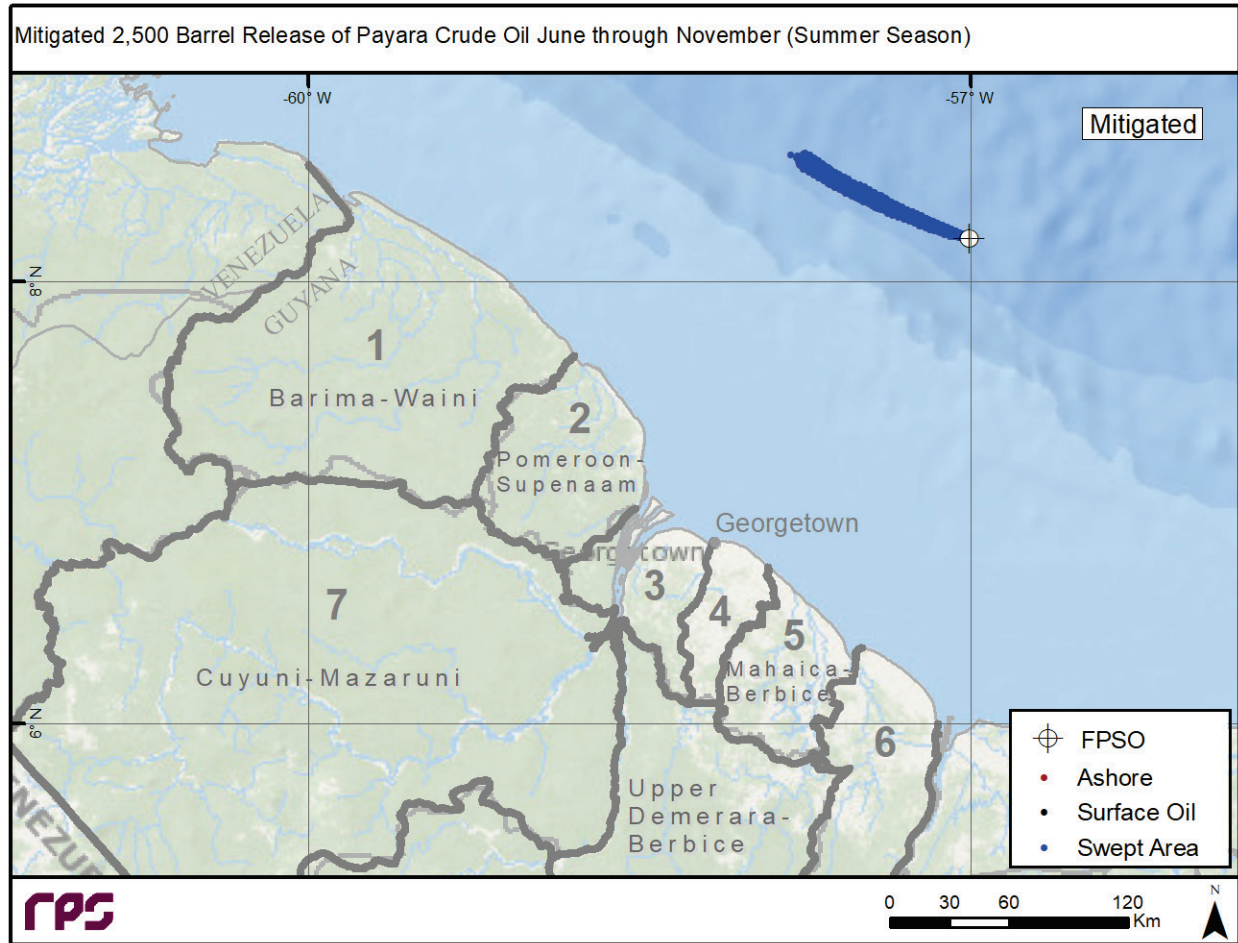 Mitigated 2,500 Barrel Release of Payara Crude Oil June through November (Summer Season)
-60° W
-57° W
Mitigated
8° N
VENEZUELA
GUYANA
1
Barima-Waini
2
Pomeroon-
Supenaam
Georgetown
Georgetown
3
4
5
Mahaica-
Berbice
7
Cuyuni-Mazaruni
6° N
6
Upper
Demerara-
Berbice
ENEZU
FPSO
Ashore
Surface Oil
Swept Area
rps
0 30 60 120
Km
N